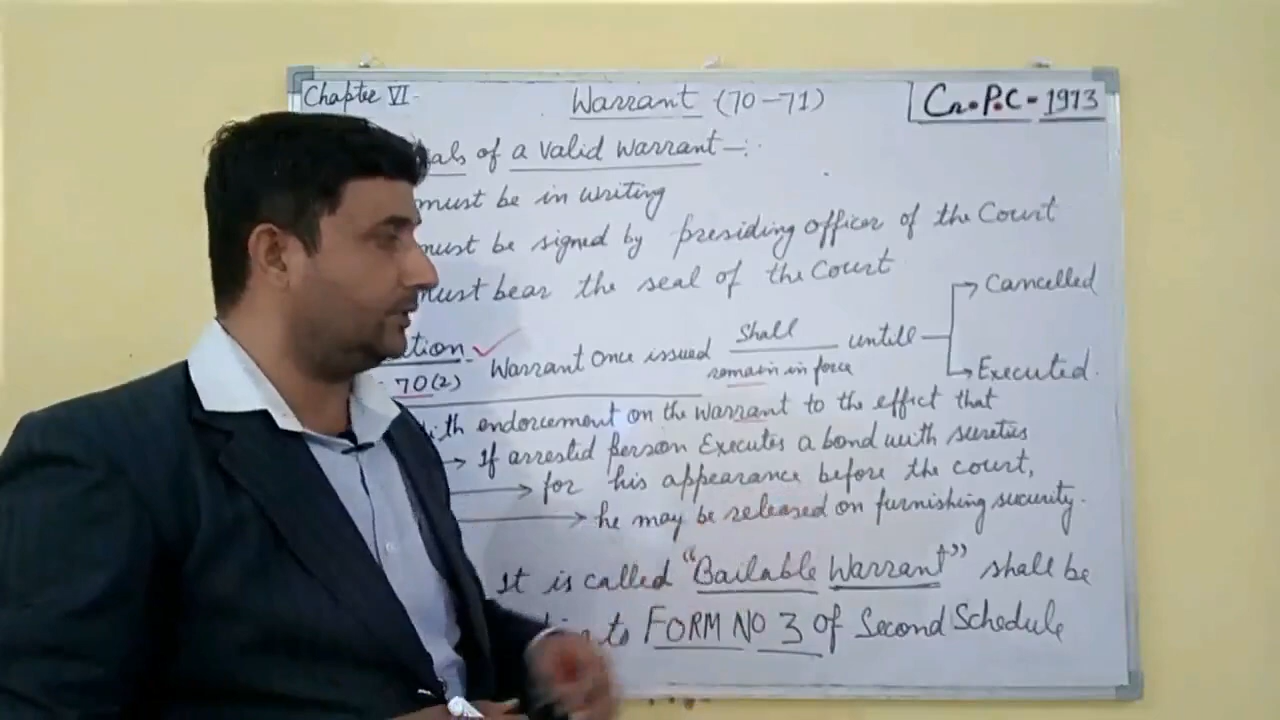 Chapter VI
Warrant (70-71)
Cr.P.C - 1973
als of a valid warrant -:
must be in writing
must be signed by presiding officer of the Court
must bear the seal of the Court
Cancelled
ation Warrant once issued Shall remain in force untill
Executed.
70(2)
ith endorcement on the warrant to the effect that
If arrested person Executes a bond with sureties
for his appearance before the court,
he may be released on furnishing security.
It is called "Bailable Warrant" shall be
to FORM NO 3 of Second Schedule